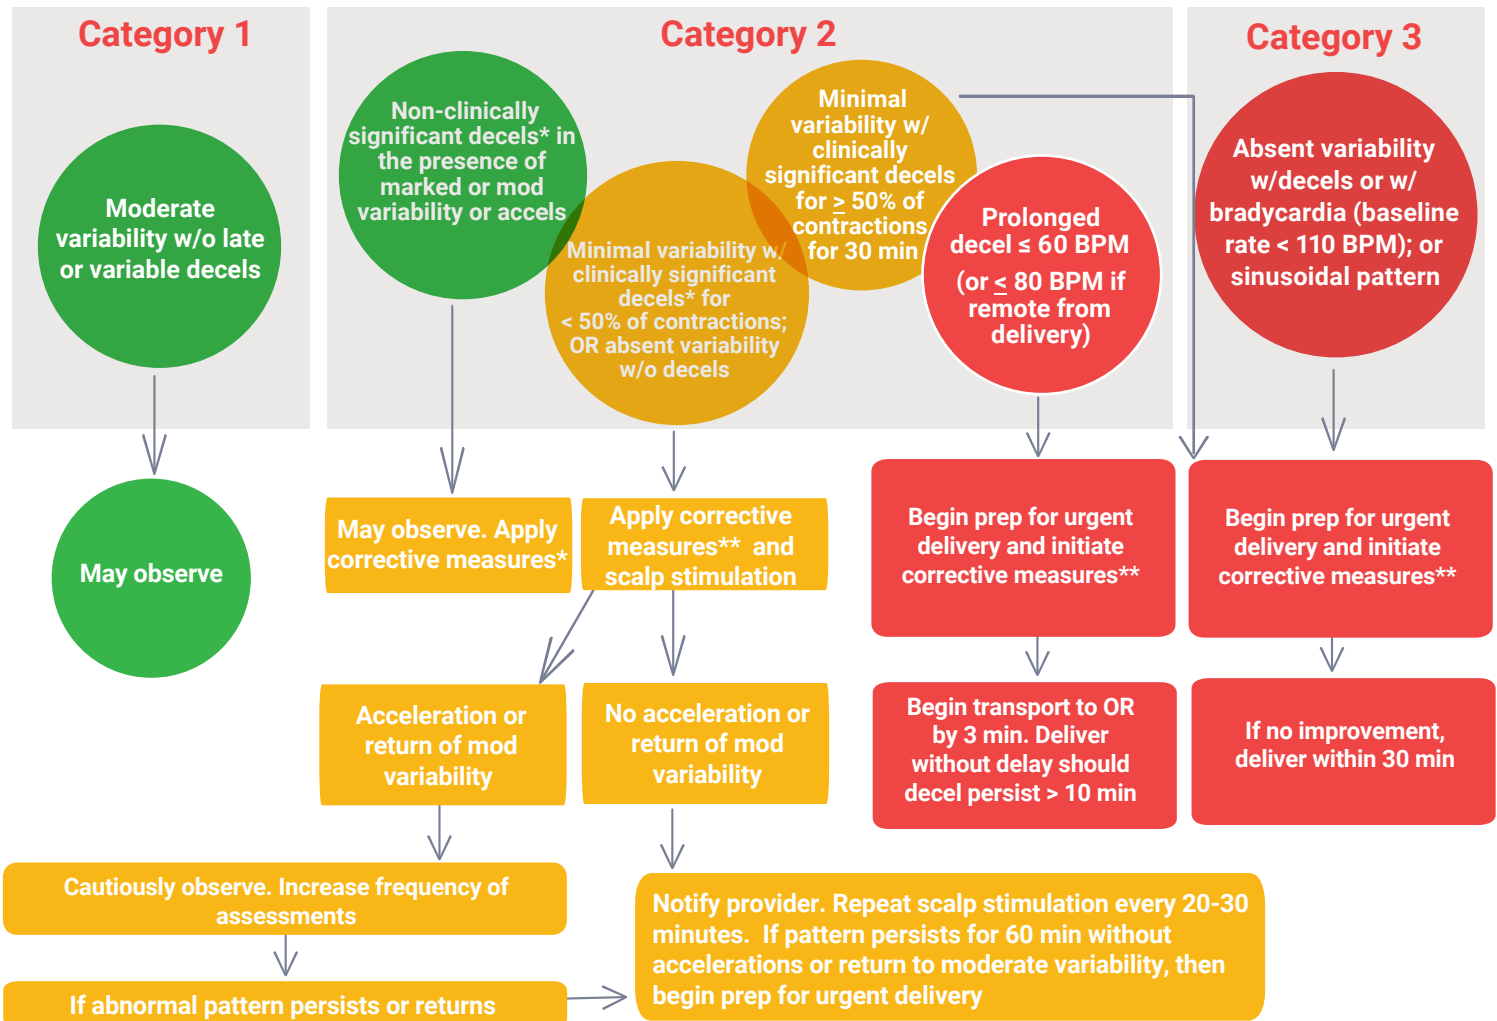 Category 1
Category 2
Category 3
Moderate
variability w/o late
or variable decels
Non-clinically
significant decels* in
the presence of
marked or mod
variability or accels
Minimal variability w/
clinically significant
decels* for
< 50% of contractions;
OR absent variability
w/o decels
Minimal
variability w/
clinically
significant decels
for ≥ 50% of
contractions
for 30 min
Prolonged
decel ≤ 60 BPM
(or ≤ 80 BPM if
remote from
delivery)
Absent variability
w/decels or w/
bradycardia (baseline
rate < 110 BPM); or
sinusoidal pattern
May observe
May observe. Apply
corrective measures*
Apply corrective
measures** and
scalp stimulation
Begin prep for urgent
delivery and initiate
corrective measures**
Begin prep for urgent
delivery and initiate
corrective measures**
Acceleration or
return of mod
variability
No acceleration or
return of mod
variability
Begin transport to OR
by 3 min. Deliver
without delay should
decel persist > 10 min
If no improvement,
deliver within 30 min
Cautiously observe. Increase frequency of
assessments
If abnormal pattern persists or returns
Notify provider. Repeat scalp stimulation every 20-30
minutes. If pattern persists for 60 min without
accelerations or return to moderate variability, then
begin prep for urgent delivery